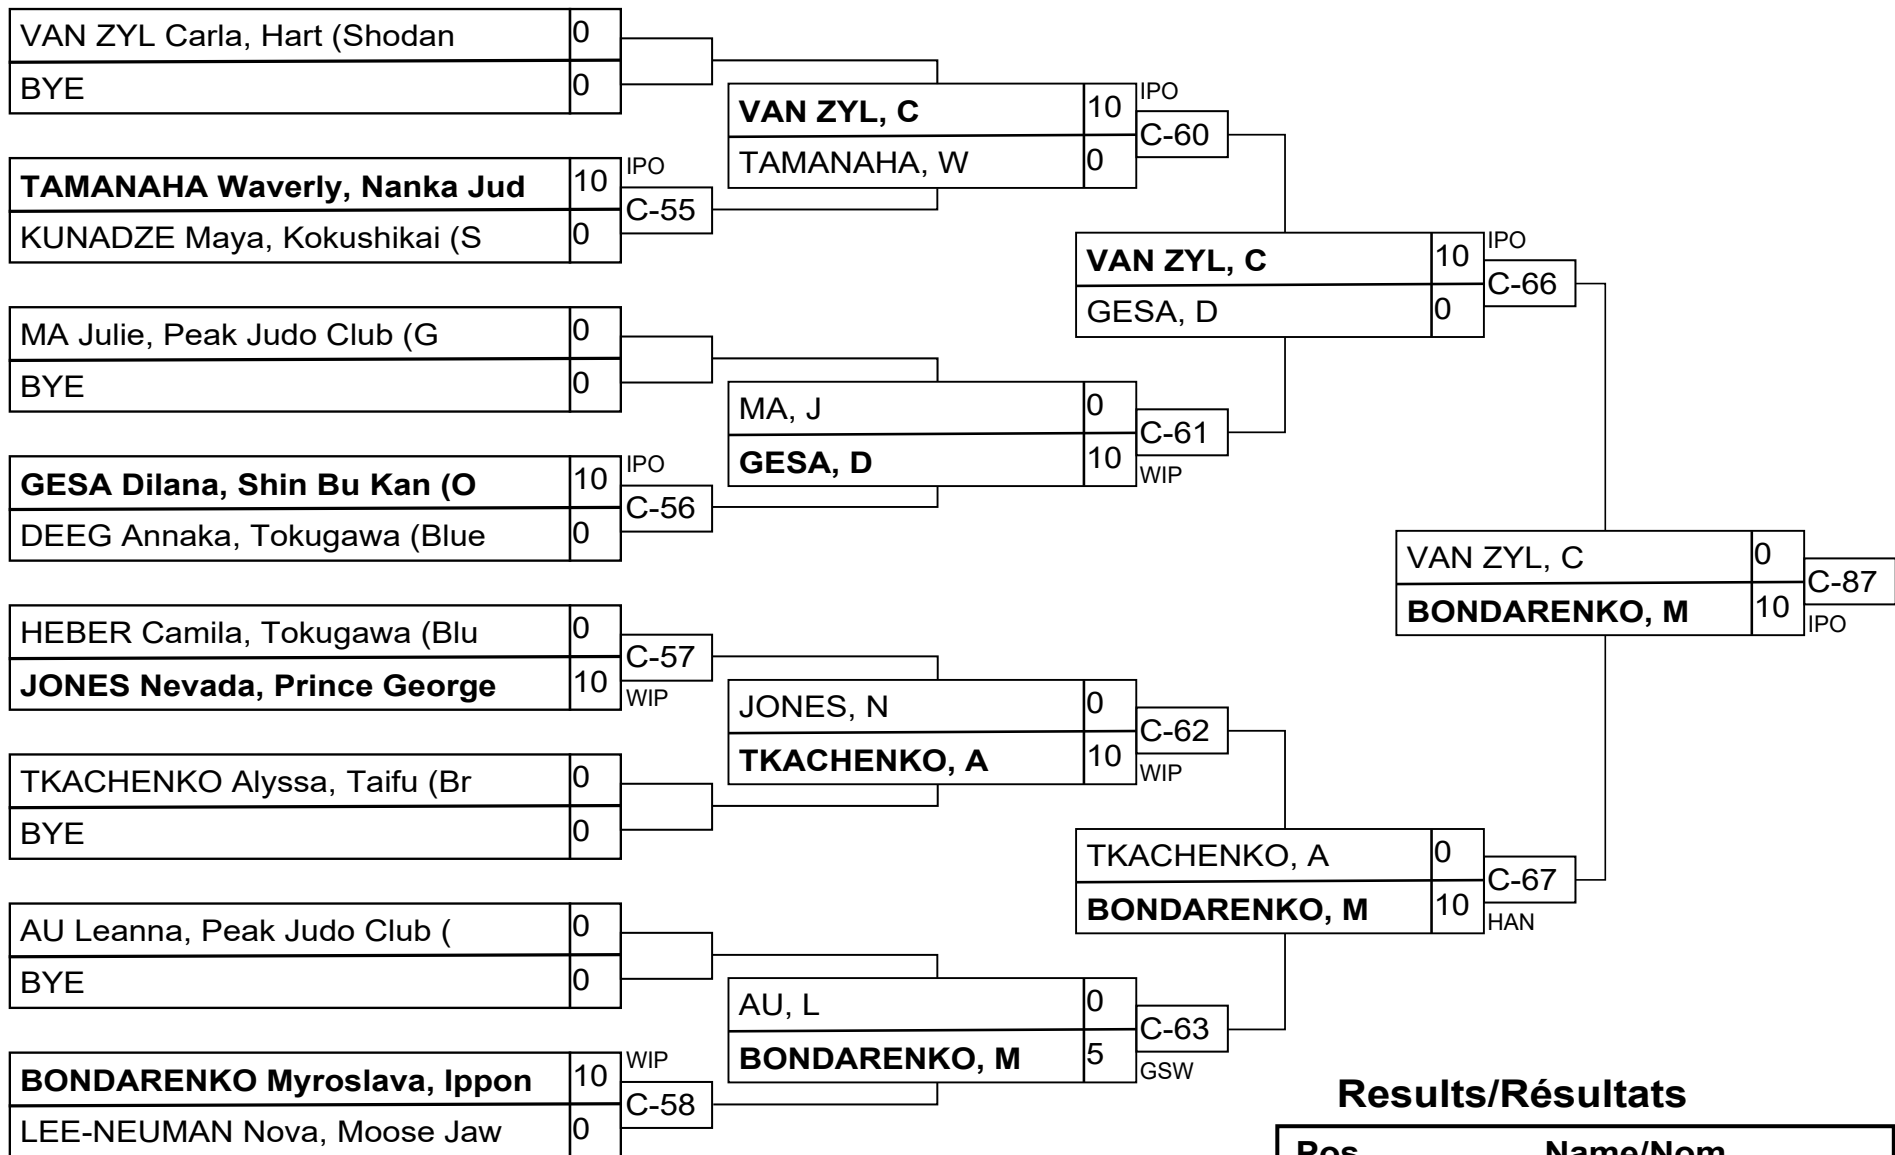 VAN ZYL Carla, Hart (Shodan 0
BYE 0
TAMANAHA Waverly, Nanka Jud 10 IPO
C-55
KUNADZE Maya, Kokushikai (S 0
MA Julie, Peak Judo Club (G 0
BYE 0
GESA Dilana, Shin Bu Kan (O 10 IPO
C-56
DEEG Annaka, Tokugawa (Blue 0
HEBER Camila, Tokugawa (Blu 0
C-57
JONES Nevada, Prince George 10 WIP
TKACHENKO Alyssa, Taifu (Br 0
BYE 0
AU Leanna, Peak Judo Club ( 0
BYE 0
BONDARENKO Myroslava, Ippon 10 WIP
C-58
LEE-NEUMAN Nova, Moose Jaw 0
VAN ZYL, C 10 IPO
C-60
TAMANAHA, W 0
MA, J 0
C-61
GESA, D 10 WIP
JONES, N 0
C-62
TKACHENKO, A 10 WIP
AU, L 0
C-63
BONDARENKO, M 5 GSW
VAN ZYL, C 10 IPO
C-66
GESA, D 0
TKACHENKO, A 0
C-67
BONDARENKO, M 10 HAN
VAN ZYL, C 0
C-87
BONDARENKO, M 10 IPO
Results/Résultats
Pos Name/Nom